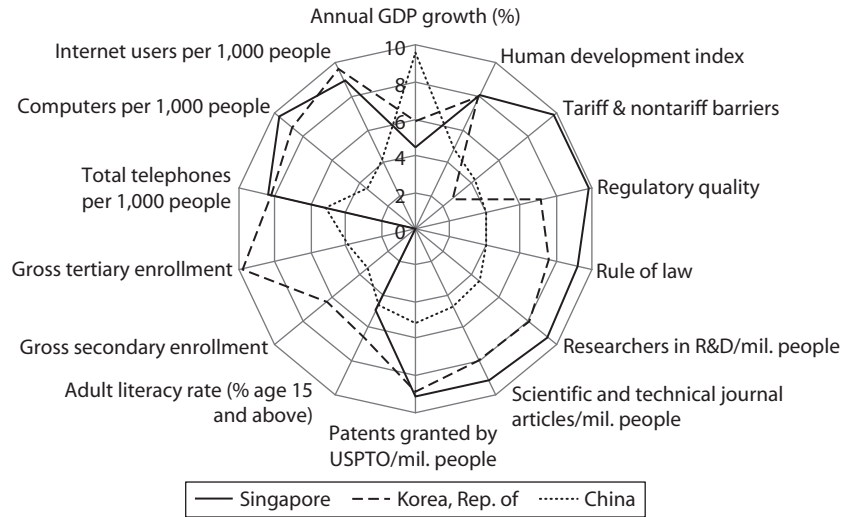 Annual GDP growth (%)
Internet users per 1,000 people
10
Human development index
8
Computers per 1,000 people
Tariff & nontariff barriers
6
4
Total telephones
per 1,000 people
Regulatory quality
2
0
Gross tertiary enrollment
Rule of law
Gross secondary enrollment
Researchers in R&D/mil. people
Adult literacy rate (% age 15
and above)
Scientific and technical journal
articles/mil. people
Patents granted by
USPTO/mil. people
Singapore Korea, Rep. of China